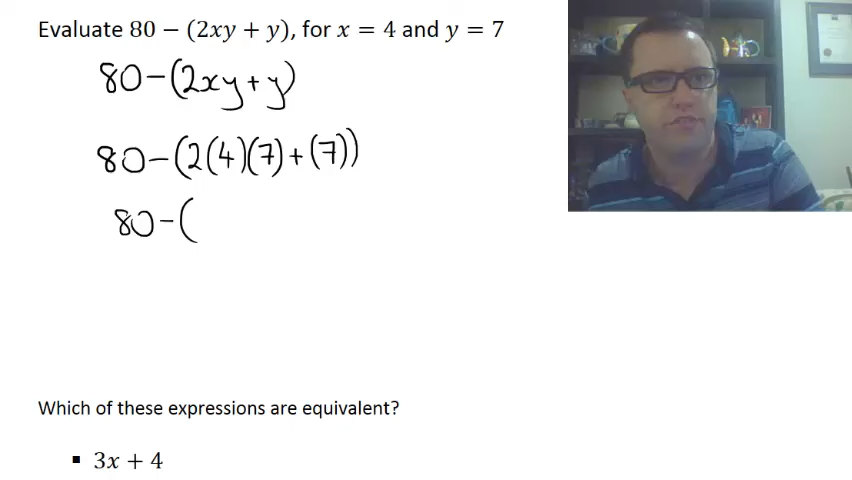 Evaluate 80 − (2xy + y), for x = 4 and y = 7
80-(2xy+y)
80-(2(4)(7)+(7))
80-(
Which of these expressions are equivalent?
▪ 3x + 4